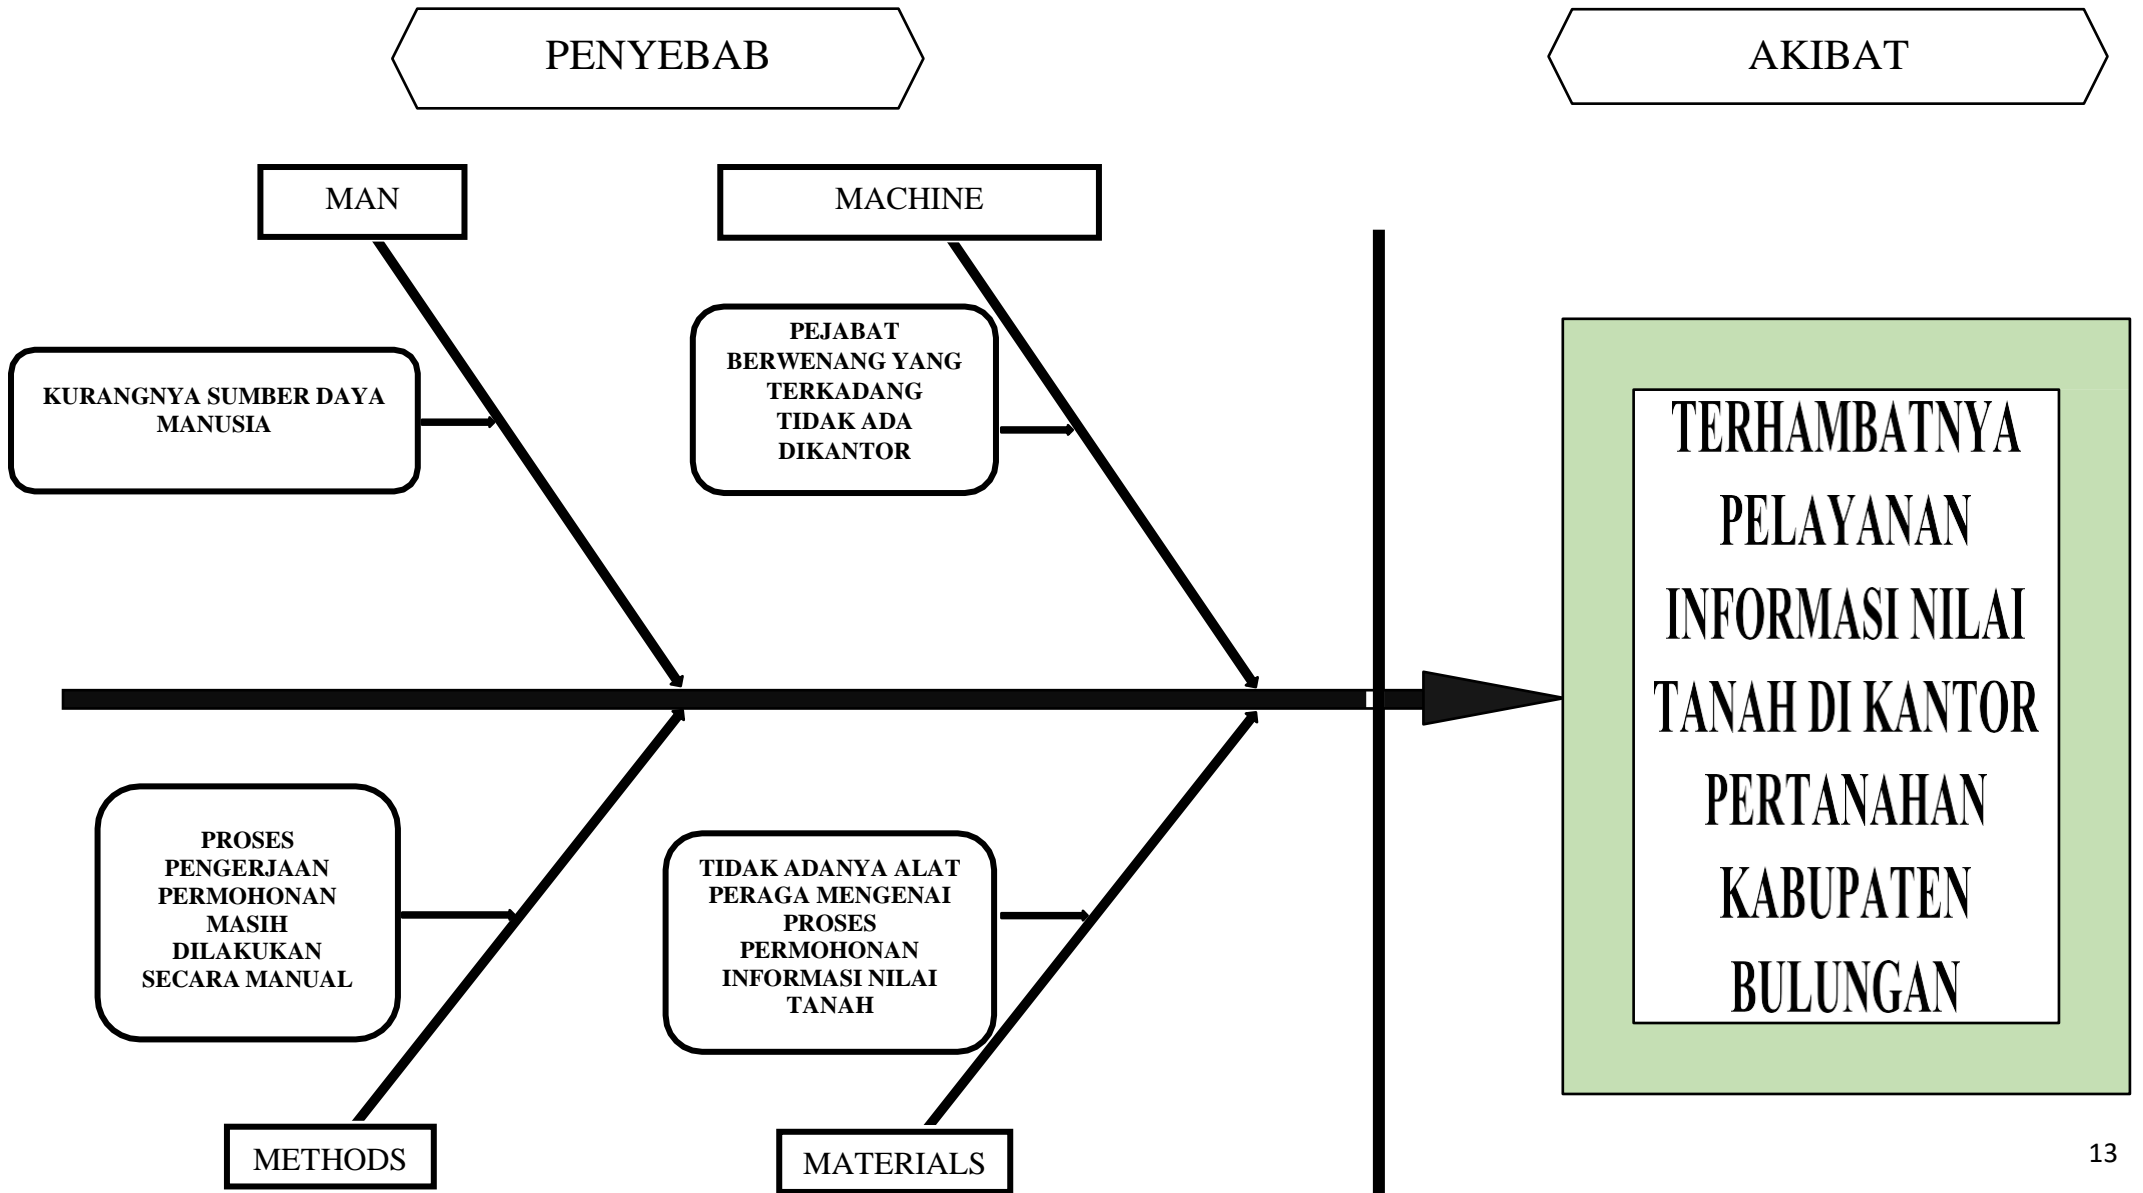 PENYEBAB
AKIBAT
MAN
MACHINE
KURANGNYA SUMBER DAYA
MANUSIA
PEJABAT
BERWENANG YANG
TERKADANG
TIDAK ADA
DIKANTOR
PROSES
PENGERJAAN
PERMOHONAN
MASIH
DILAKUKAN
SECARA MANUAL
TIDAK ADANYA ALAT
PERAGA MENGENAI
PROSES
PERMOHONAN
INFORMASI NILAI
TANAH
METHODS
MATERIALS
TERHAMBATNYA
PELAYANAN
INFORMASI NILAI
TANAH DI KANTOR
PERTANAHAN
KABUPATEN
BULUNGAN
13